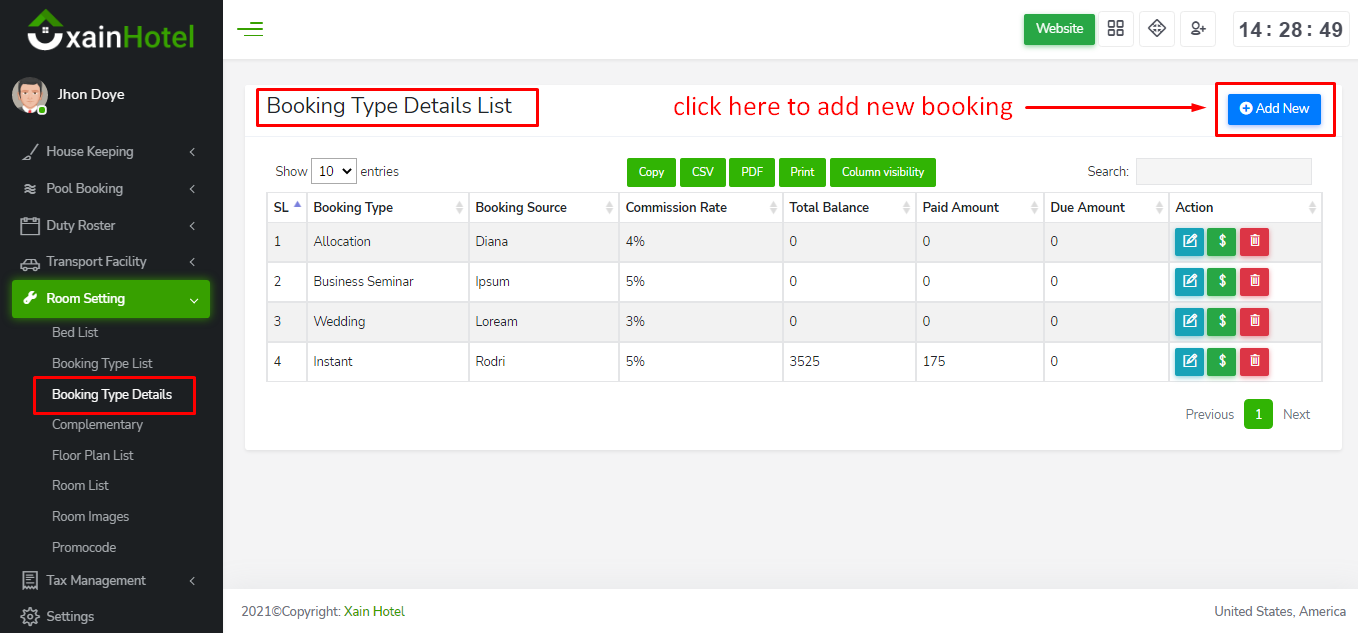 xainHotel
Jhon Doye
House Keeping
Pool Booking
Duty Roster
Transport Facility
Room Setting
Bed List
Booking Type List
Booking Type Details
Complementary
Floor Plan List
Room List
Room Images
Promocode
Tax Management
Settings
Website
14 : 28 : 49
Booking Type Details List
click here to add new booking
Add New
Show 10 entries
Copy CSV PDF Print Column visibility
Search:
SL Booking Type Booking Source Commission Rate Total Balance Paid Amount Due Amount Action
1 Allocation Diana 4% 0 0 0 $
2 Business Seminar Ipsum 5% 0 0 0 $
3 Wedding Loream 3% 0 0 0 $
4 Instant Rodri 5% 3525 175 0 $
Previous 1 Next
2021©Copyright: Xain Hotel
United States, America